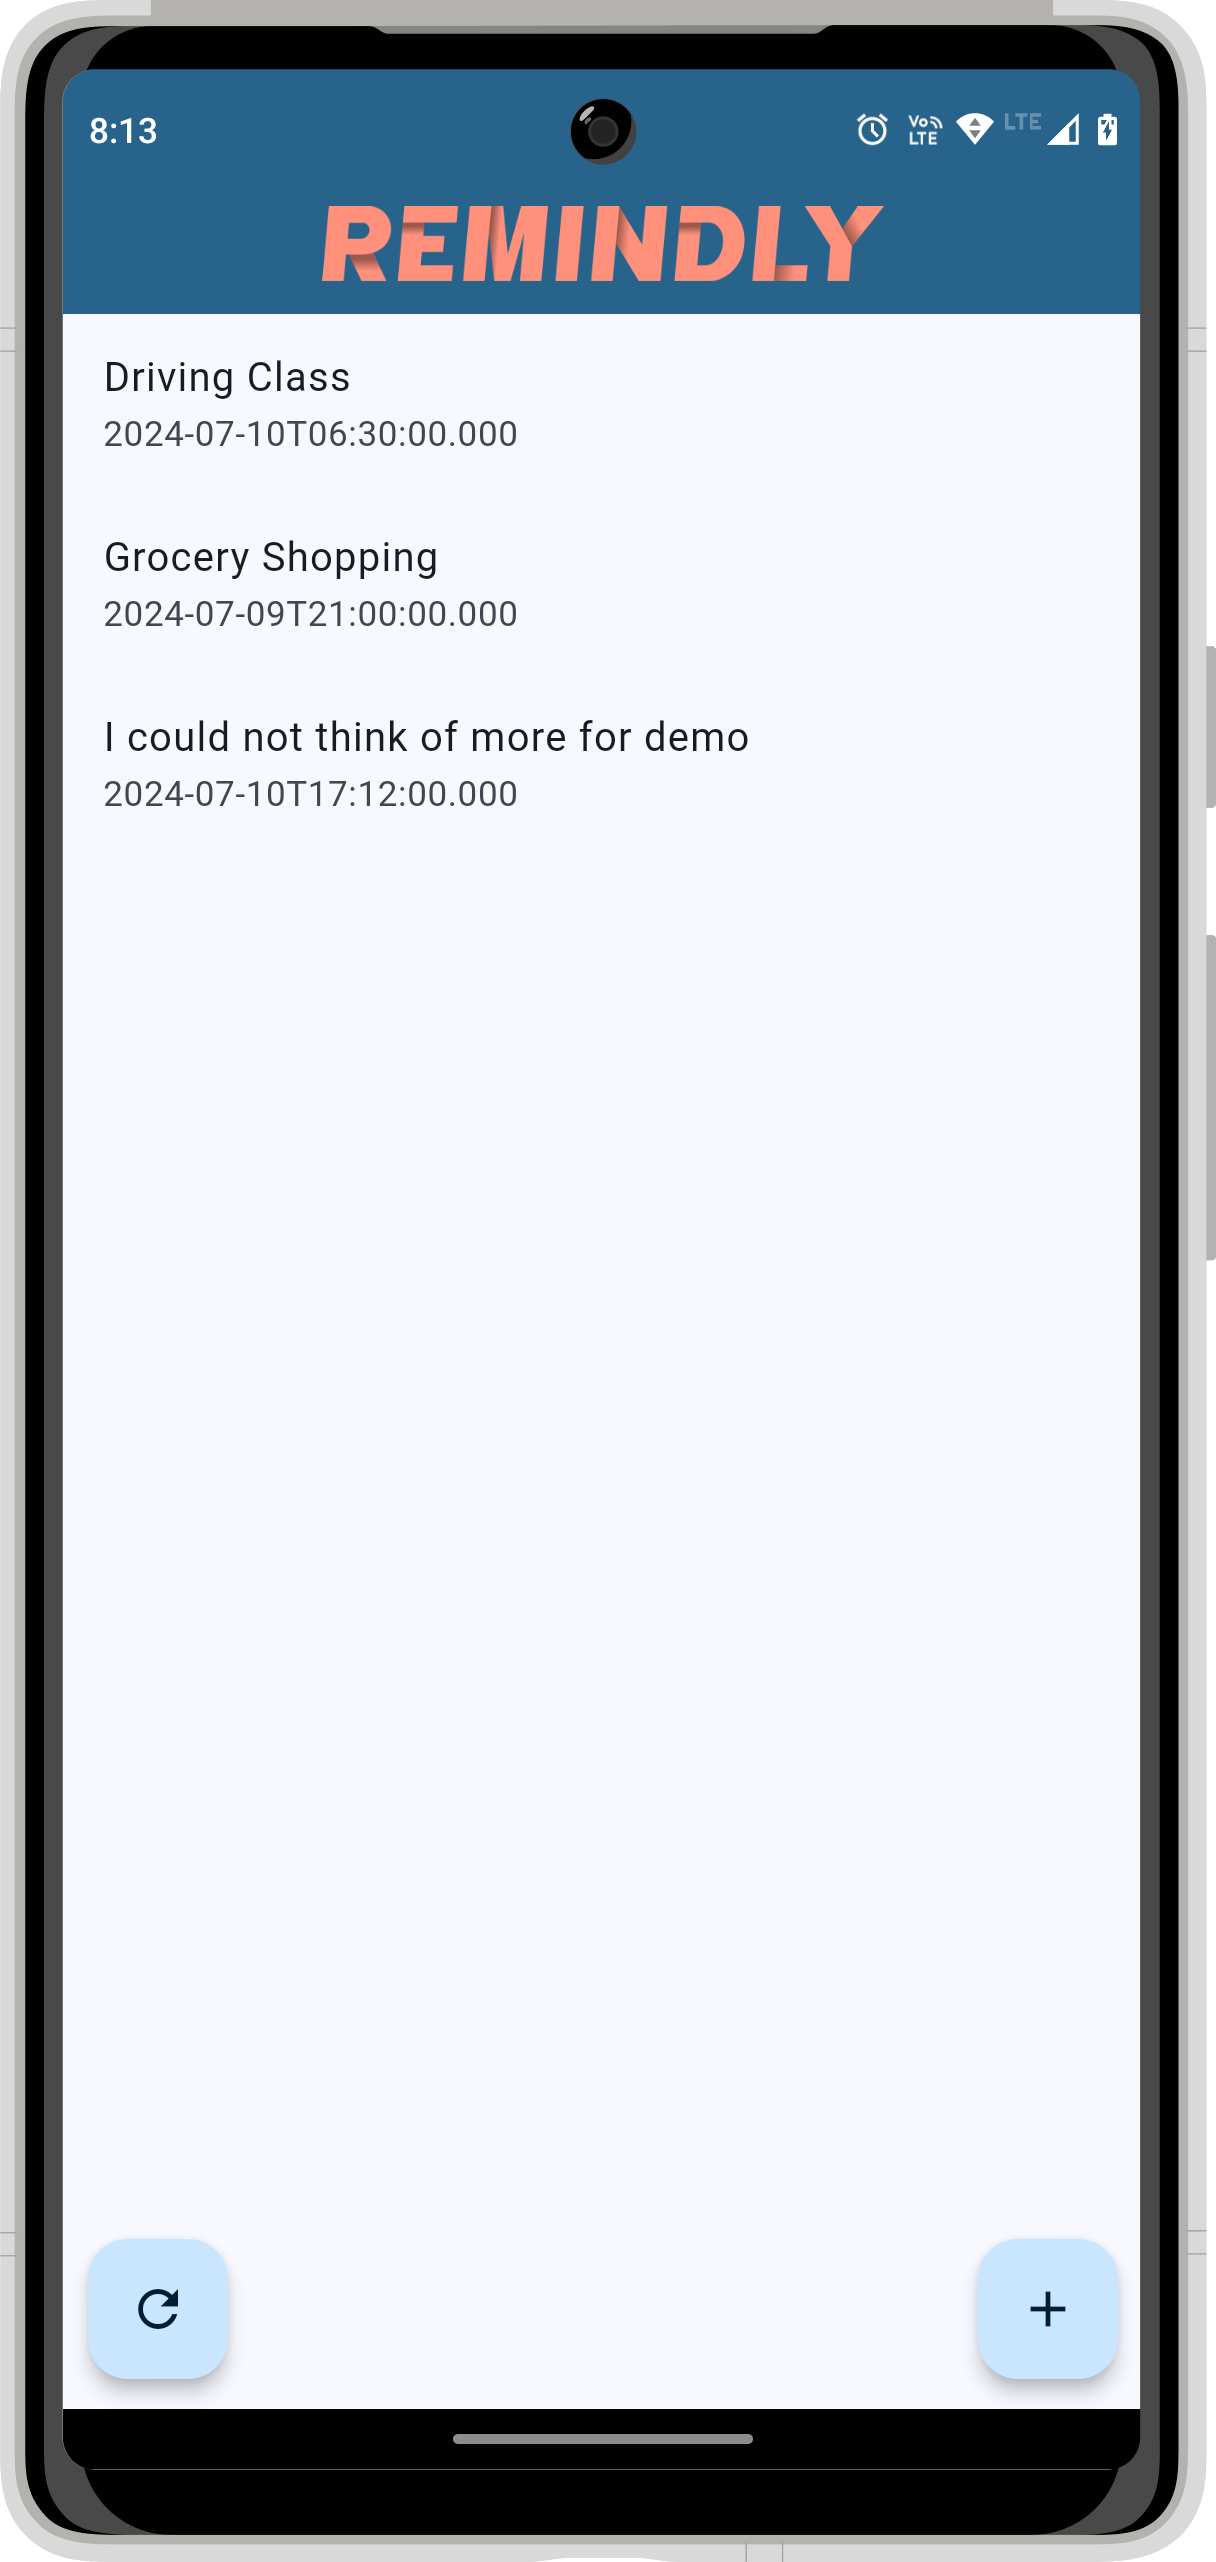 8:13
Vo LTE
LTE
REMINDLY
Driving Class
2024-07-10T06:30:00.000
Grocery Shopping
2024-07-09T21:00:00.000
I could not think of more for demo
2024-07-10T17:12:00.000